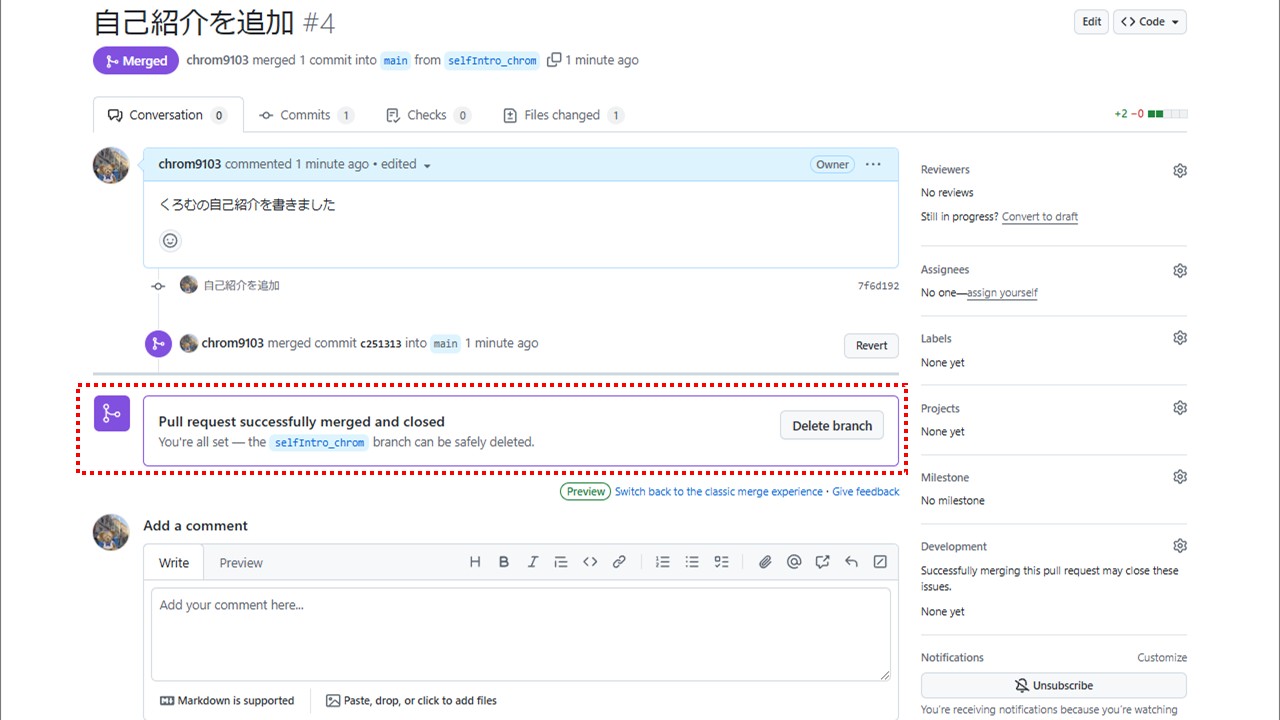 自己紹介を追加 #4
Edit
Code
Merged chrom9103 merged 1 commit into main from selfIntro_chrom 1 minute ago
Conversation 0
Commits 1
Checks 0
Files changed 1
+2 −0
chrom9103 commented 1 minute ago • edited
Owner
くろむの自己紹介を書きました
自己紹介を追加
7f6d192
chrom9103 merged commit c251313 into main 1 minute ago
Revert
Pull request successfully merged and closed
You're all set — the selfIntro_chrom branch can be safely deleted.
Delete branch
Preview Switch back to the classic merge experience • Give feedback
Add a comment
Write
Preview
Add your comment here...
Markdown is supported
Paste, drop, or click to add files
Reviewers
No reviews
Still in progress? Convert to draft
Assignees
No one—assign yourself
Labels
None yet
Projects
None yet
Milestone
No milestone
Development
Successfully merging this pull request may close these
issues.
None yet
Notifications
Customize
Unsubscribe
You're receiving notifications because you're watching